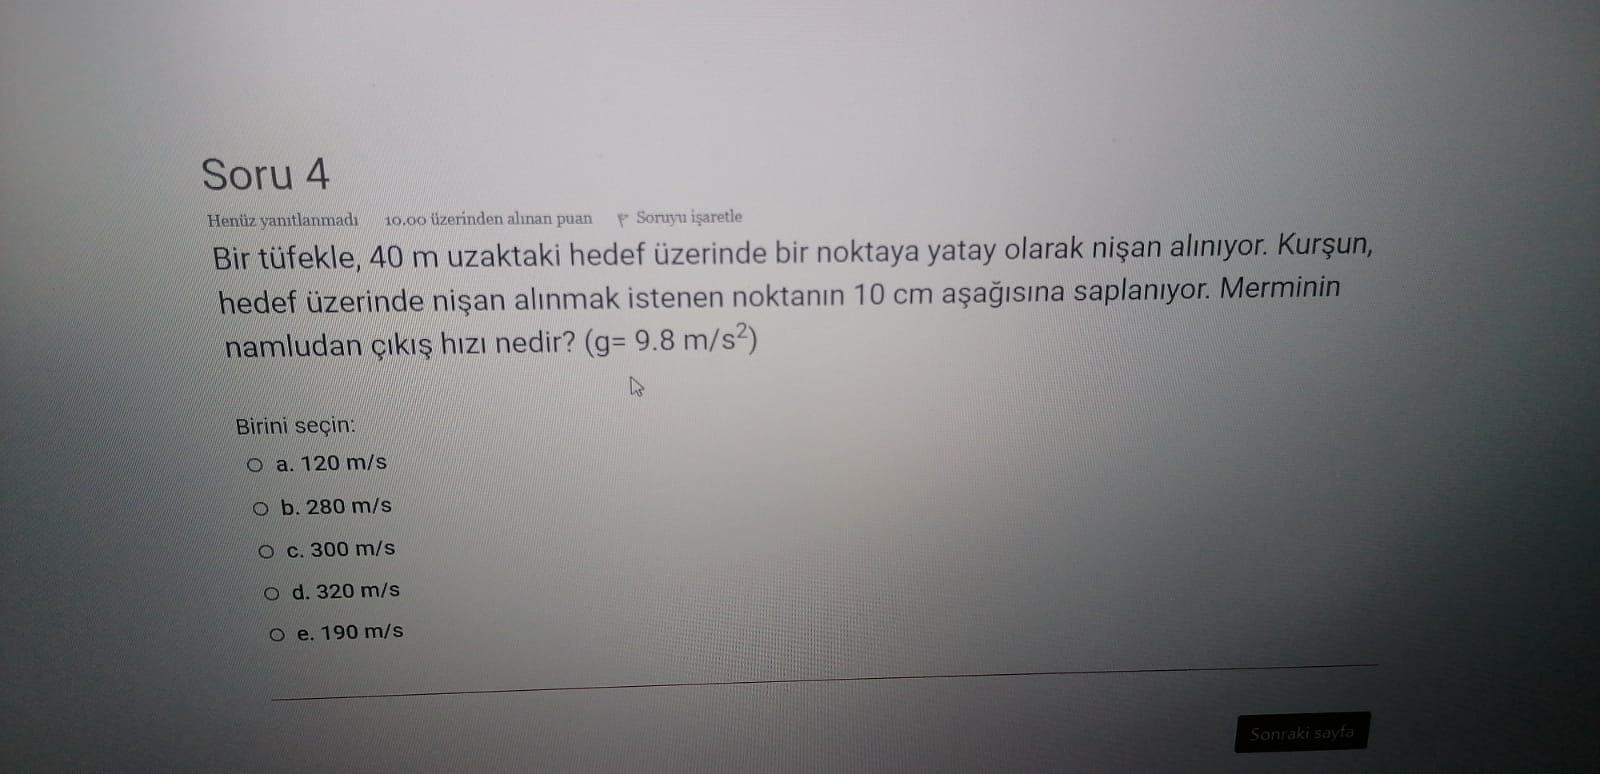 Soru 4
Henüz yanıtlanmadı 10.00 üzerinden alınan puan Soruyu işaretle
Bir tüfekle, 40 m uzaktaki hedef üzerinde bir noktaya yatay olarak nişan alınıyor. Kurşun,
hedef üzerinde nişan alınmak istenen noktanın 10 cm aşağısına saplanıyor. Merminin
namludan çıkış hızı nedir? (g= 9.8 m/s²)
Birini seçin:
a. 120 m/s
b. 280 m/s
c. 300 m/s
d. 320 m/s
e. 190 m/s
Sonraki sayfa